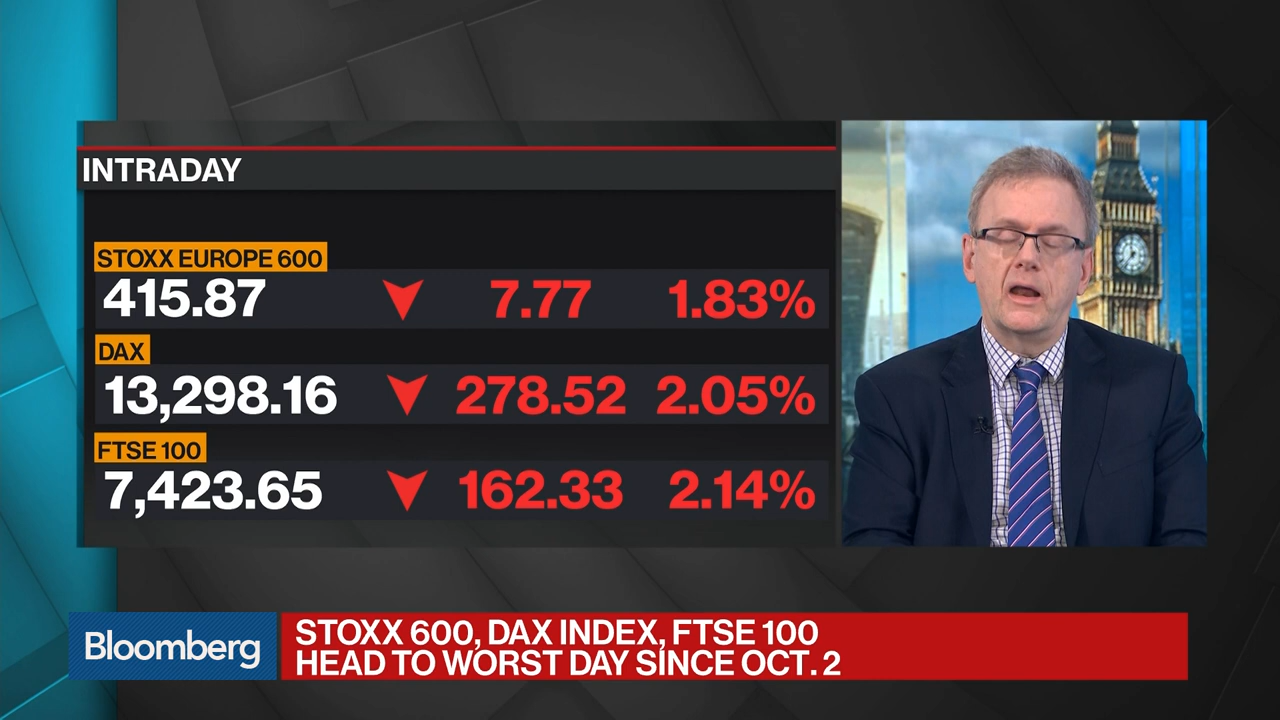 INTRADAY
STOXX EUROPE 600
415.87 7.77 1.83%
DAX
13,298.16 278.52 2.05%
FTSE 100
7,423.65 162.33 2.14%
Bloomberg
STOXX 600, DAX INDEX, FTSE 100
HEAD TO WORST DAY SINCE OCT. 2